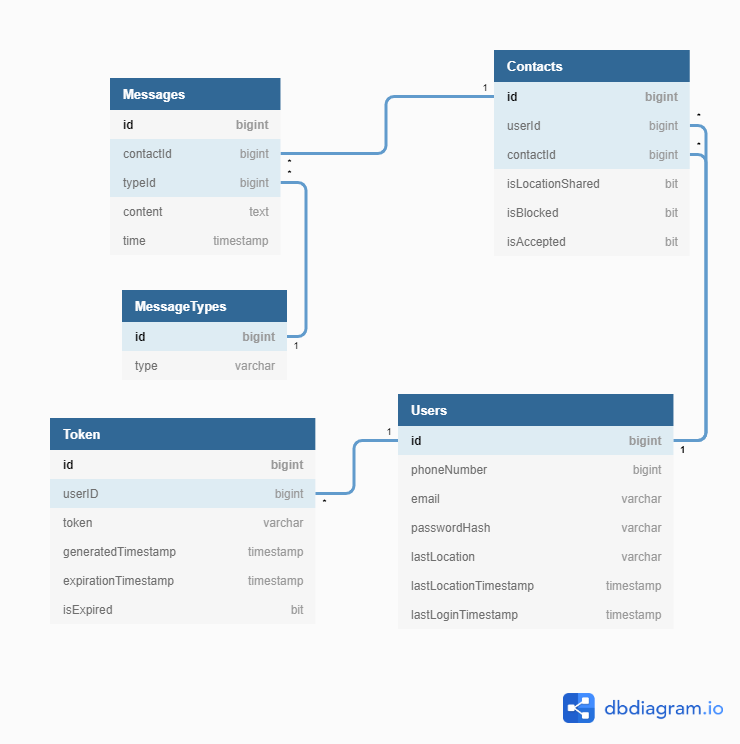 Messages
id bigint
contactId bigint
typeId bigint
content text
time timestamp
*
*
1
Contacts
id bigint
userId bigint
contactId bigint
isLocationShared bit
isBlocked bit
isAccepted bit
*
*
MessageTypes
id bigint
type varchar
1
Token
id bigint
userID bigint
token varchar
generatedTimestamp timestamp
expirationTimestamp timestamp
isExpired bit
*
1
Users
id bigint
phoneNumber bigint
email varchar
passwordHash varchar
lastLocation varchar
lastLocationTimestamp timestamp
lastLoginTimestamp timestamp
1
dbdiagram.io